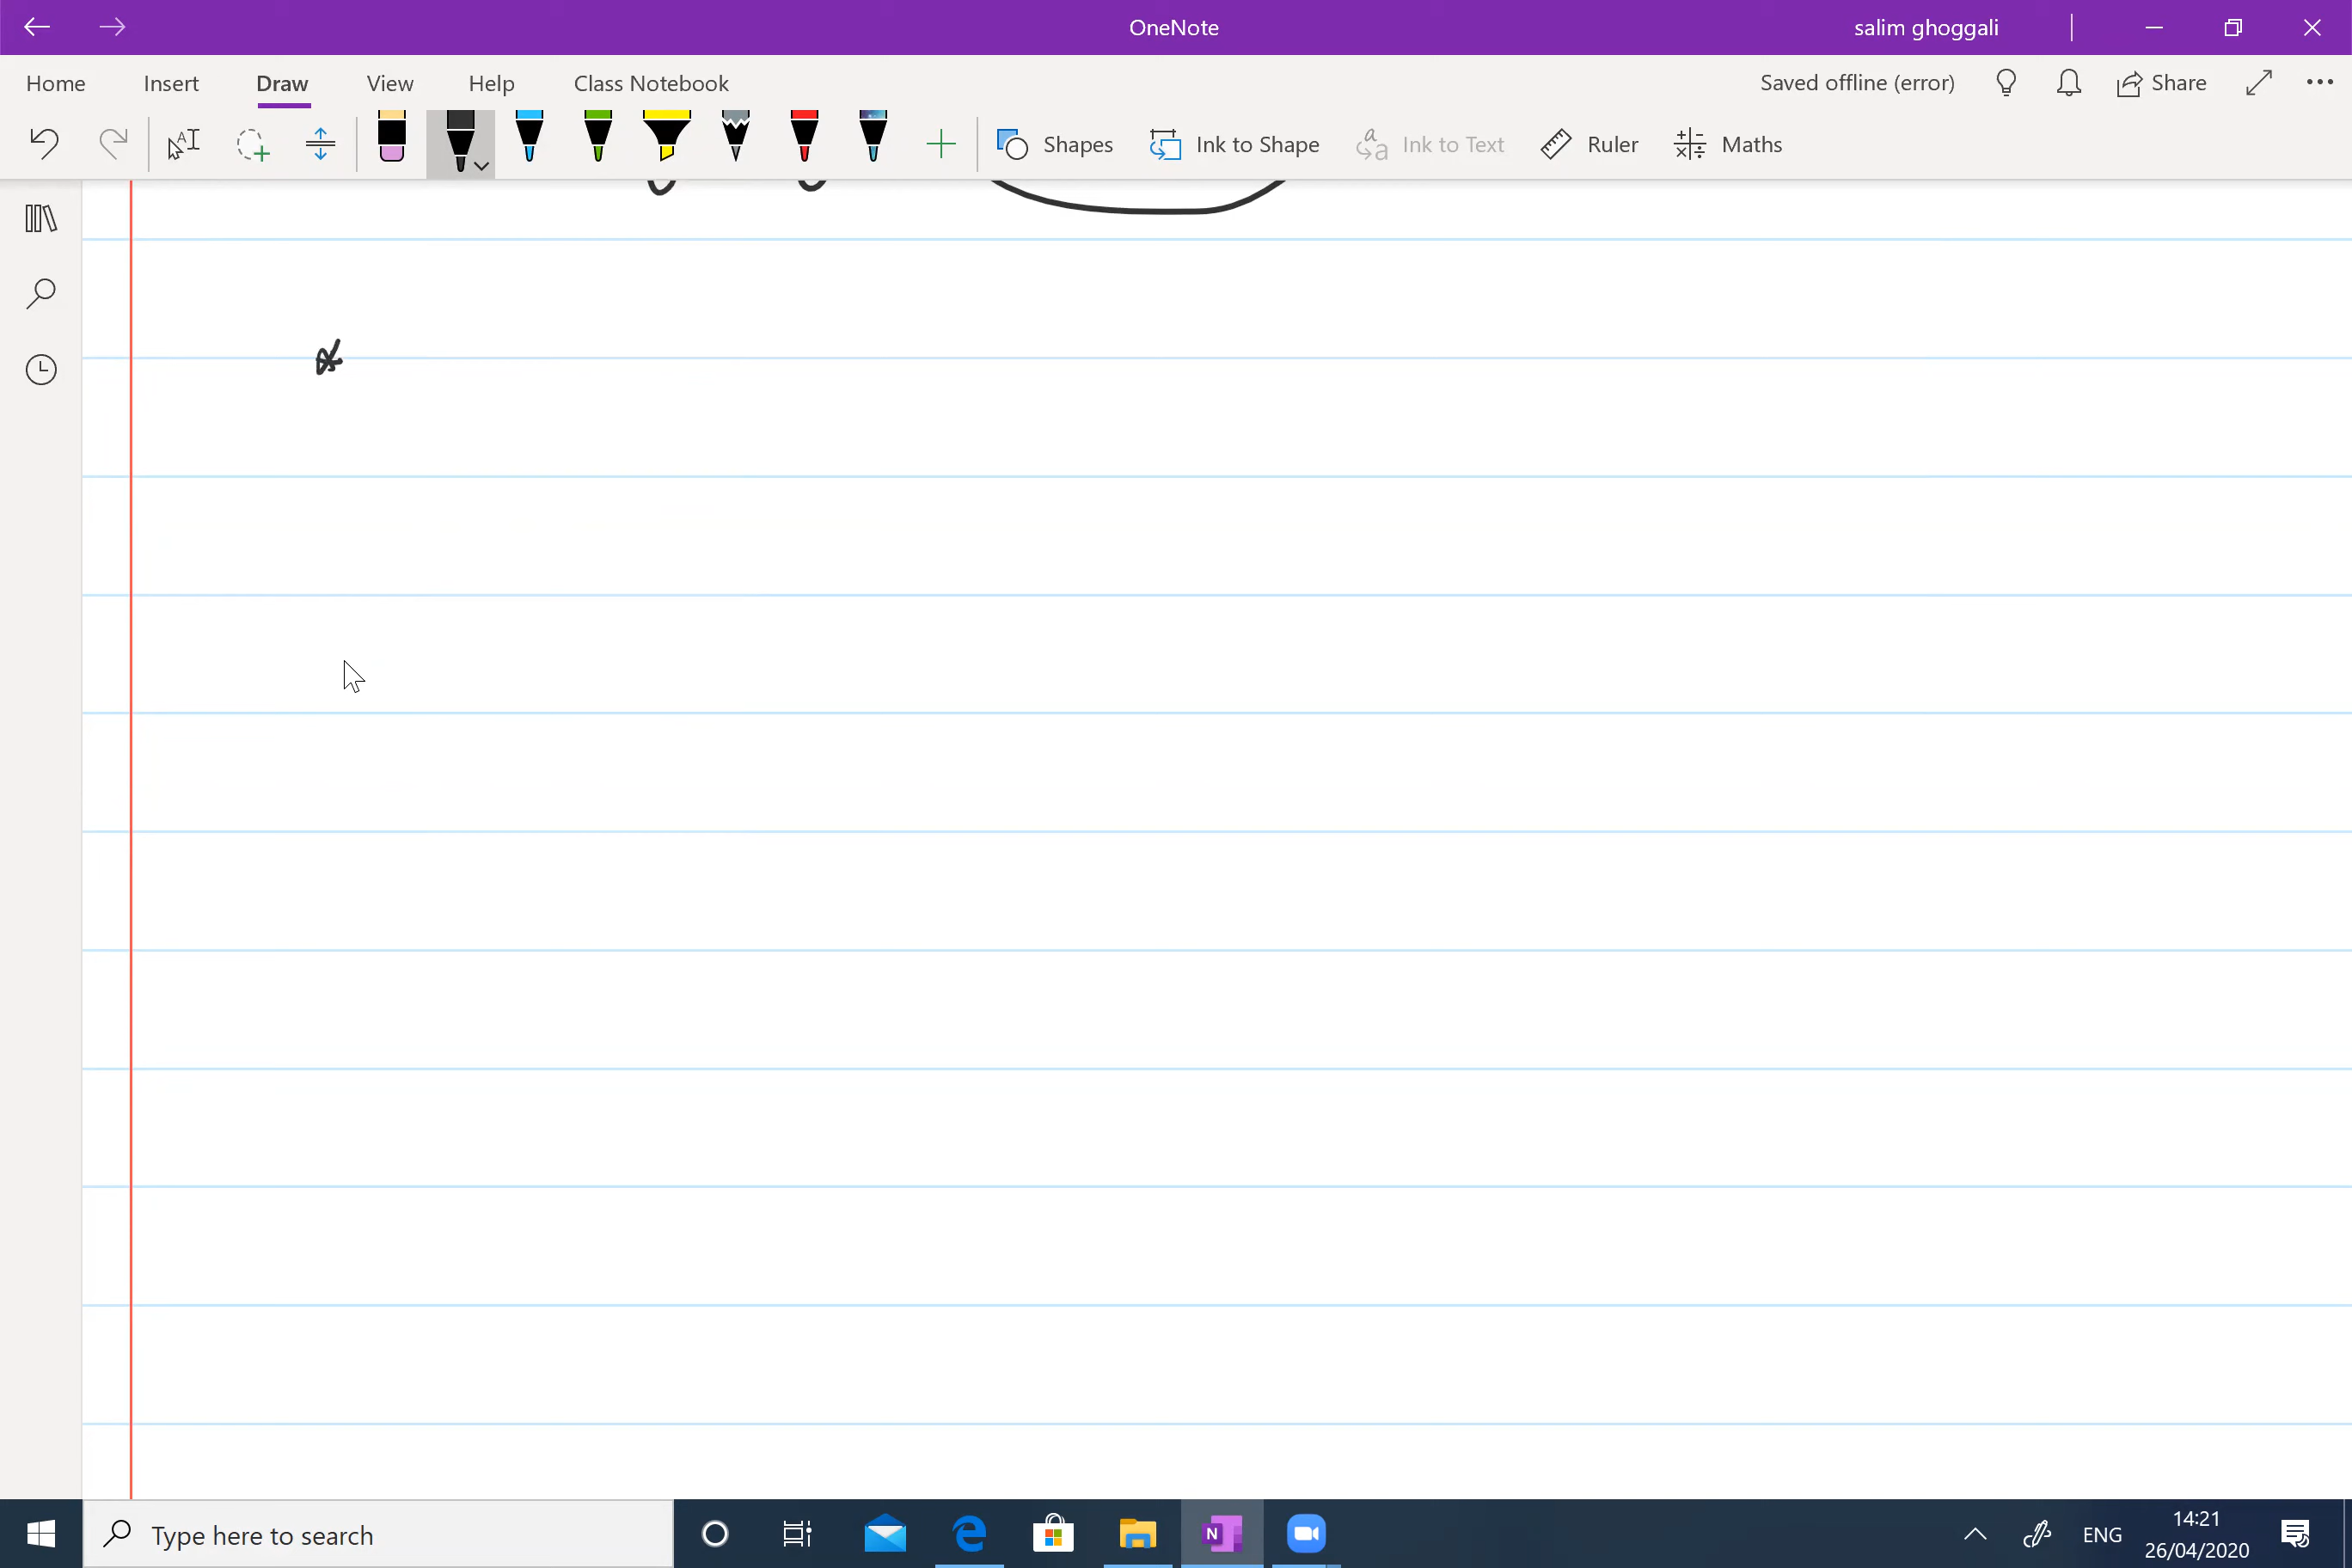 OneNote
salim ghoggali
Home Insert Draw View Help Class Notebook
Saved offline (error) Share
Shapes Ink to Shape Ink to Text Ruler Maths
*
Type here to search
ENG
14:21
26/04/2020